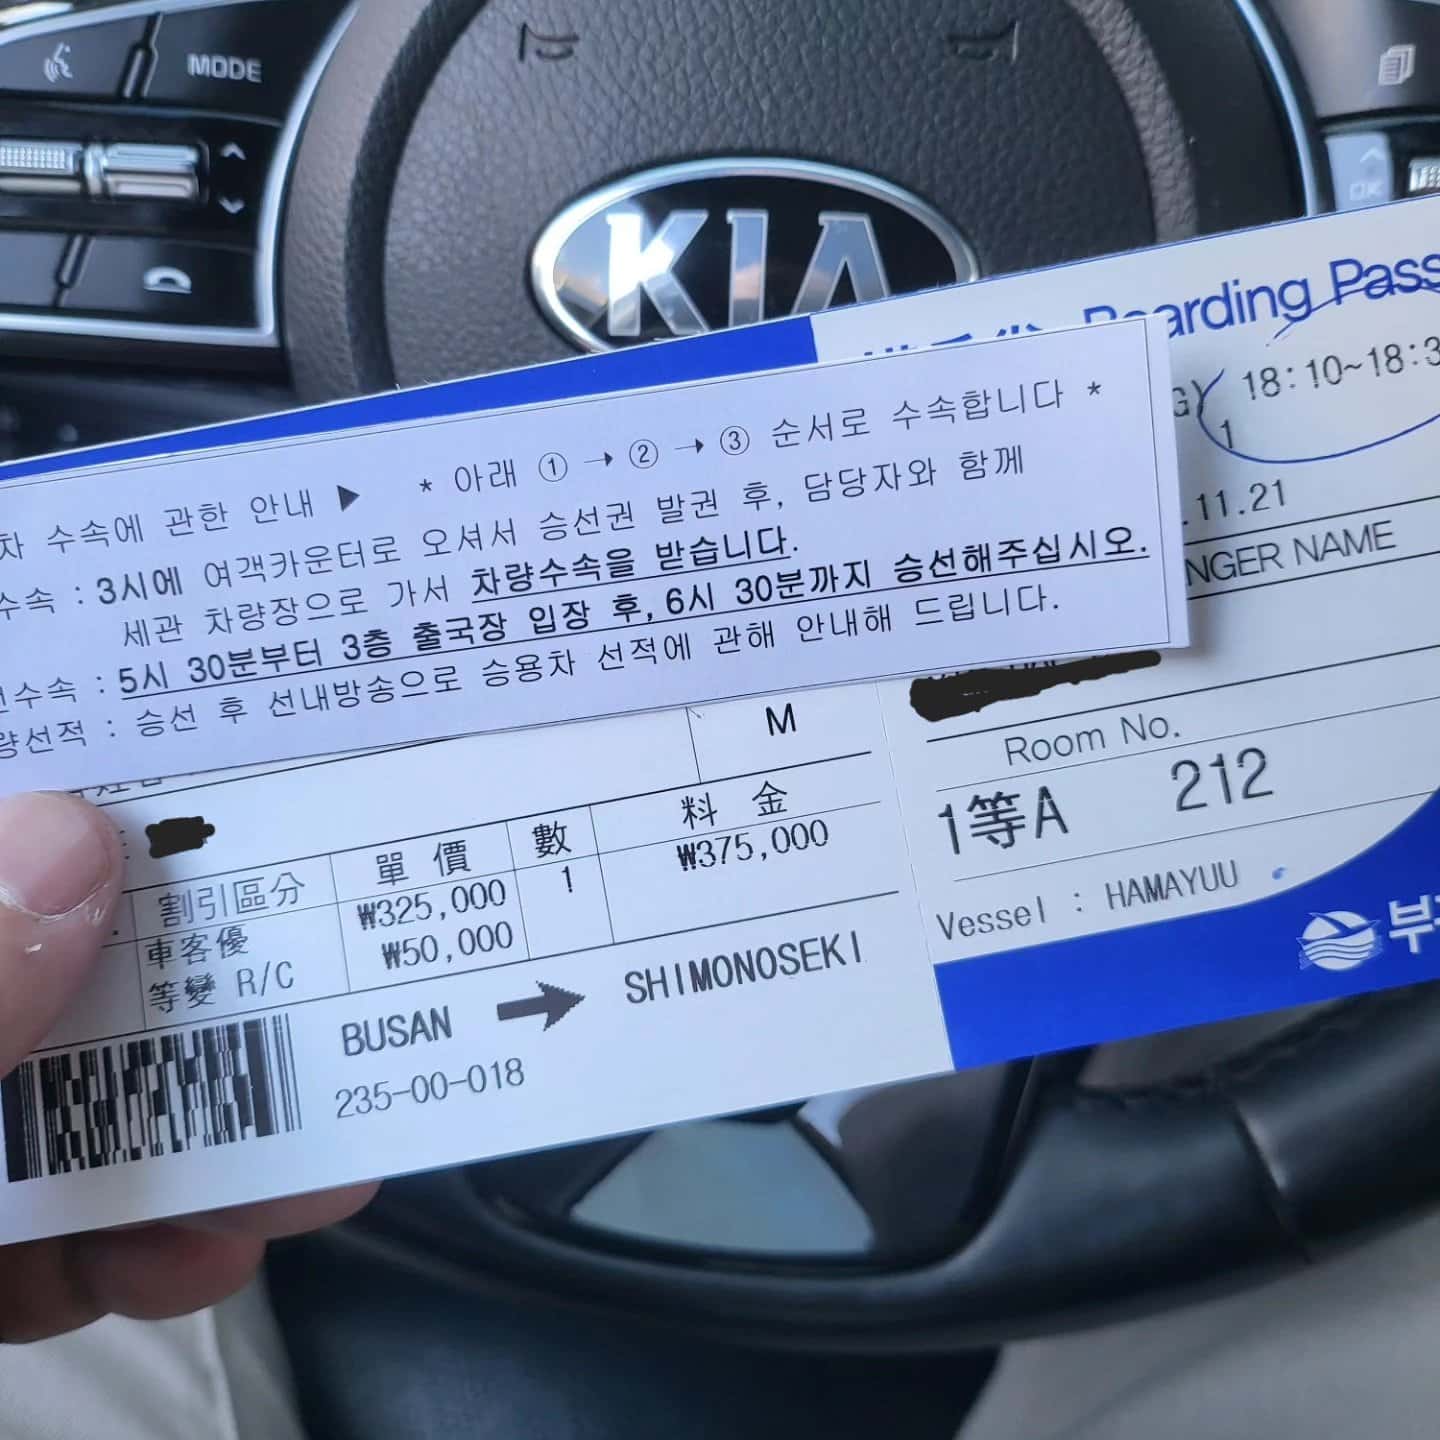 MODE
OK
KIA
Boarding Pass
18:10~18:3
1
.11.21
NGER NAME
차 수속에 관한 안내 ▶ * 아래 ① → ② → ③ 순서로 수속합니다 *
수속 : 3시에 여객카운터로 오셔서 승선권 발권 후, 담당자와 함께
세관 차량장으로 가서 차량수속을 받습니다.
수속 : 5시 30분부터 3층 출국장 입장 후, 6시 30분까지 승선해주십시오.
량선적 : 승선 후 선내방송으로 승용차 선적에 관해 안내해 드립니다.
M
Room No.
1等A 212
Vessel : HAMAYUU
割引區分 單價 數 料金
車客優 ₩325,000 1 ₩375,000
等變 R/C ₩50,000
BUSAN → SHIMONOSEKI
235-00-018